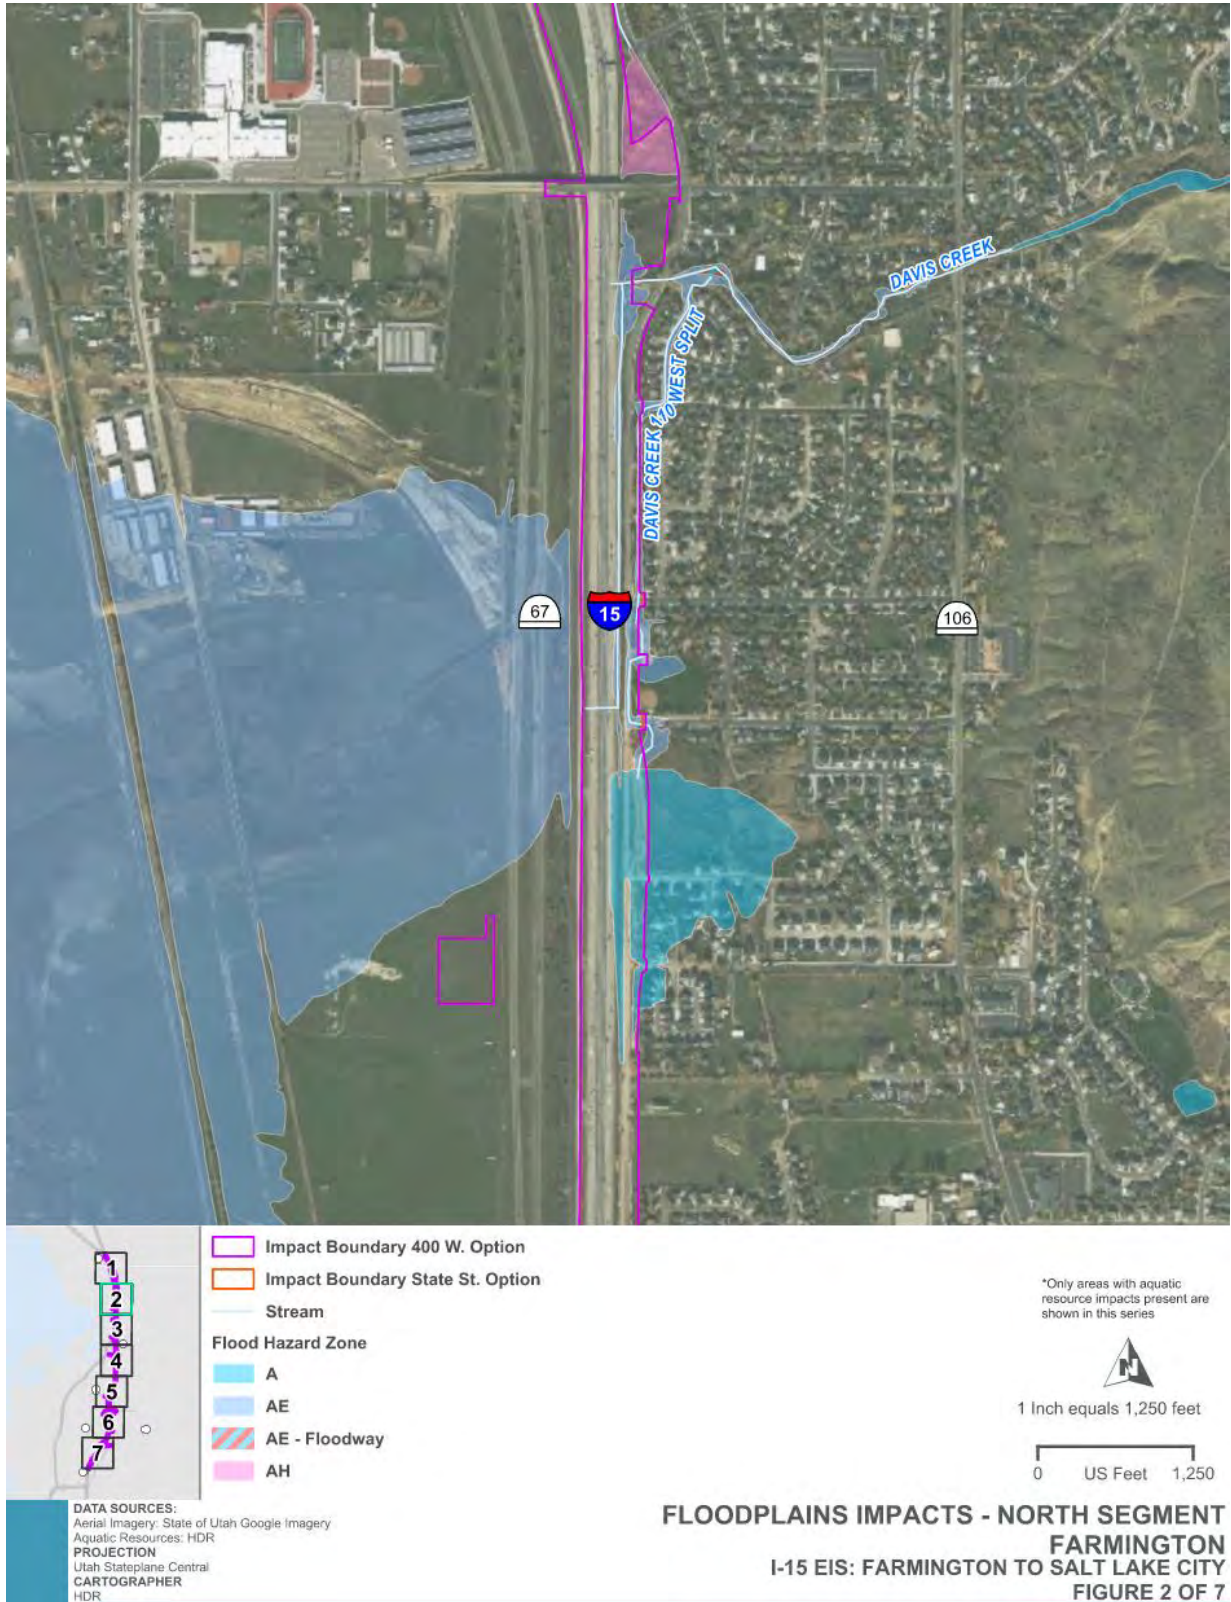 DAVIS CREEK
DAVIS CREEK 110 WEST SPLIT
67
15
106
1
2
3
4
5
6
7
Impact Boundary 400 W. Option
Impact Boundary State St. Option
Stream
Flood Hazard Zone
A
AE
AE - Floodway
AH
*Only areas with aquatic
resource impacts present are
shown in this series
N
1 Inch equals 1,250 feet
0 US Feet 1,250
DATA SOURCES:
Aerial Imagery: State of Utah Google Imagery
Aquatic Resources: HDR
PROJECTION
Utah Stateplane Central
CARTOGRAPHER
HDR
FLOODPLAINS IMPACTS - NORTH SEGMENT
FARMINGTON
I-15 EIS: FARMINGTON TO SALT LAKE CITY
FIGURE 2 OF 7